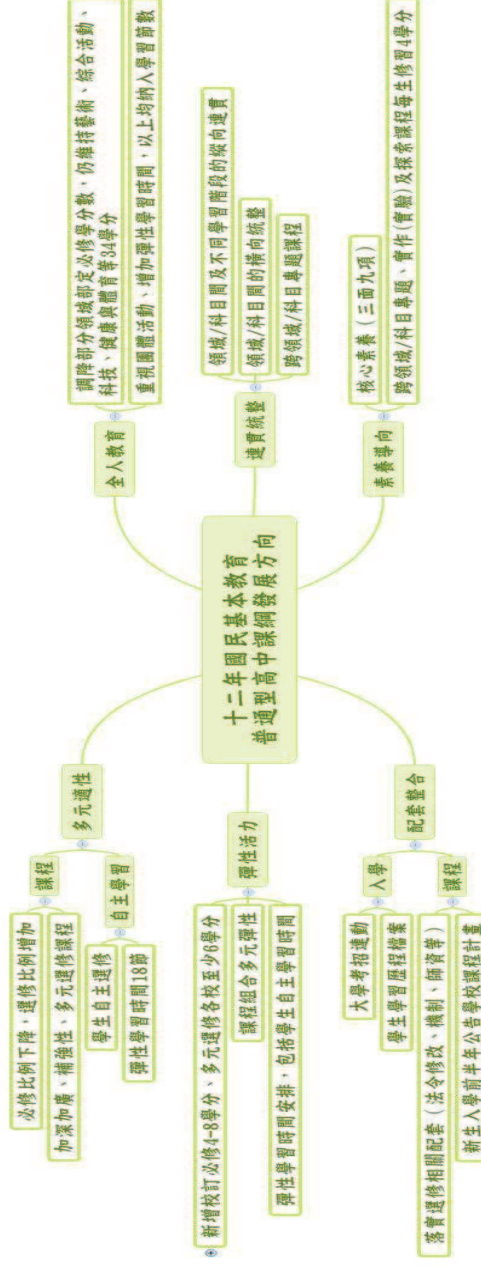 十二年國民基本教育
普通型高中課綱發展方向
全人教育
調降部分領域部定必修學分數，仍維持藝術、綜合活動、
科技、健康與體育等34學分
重視團體活動、增加彈性學習時間，以上均納入學習節數
連貫統整
領域/科目間及不同學習階段的縱向連貫
領域/科目間的橫向統整
跨領域/科目專題課程
素養導向
核心素養（三面九項）
跨領域/科目專題、實作(實驗)及探索課程每生修習4學分
多元適性
課程
必修比例下降，選修比例增加
加深加廣、補強性、多元選修課程
自主學習
學生自主選修
彈性學習時間18節
彈性活力
新增校訂必修4-8學分、多元選修各校至少6學分
課程組合多元彈性
彈性學習時間安排，包括學生自主學習時間
配套整合
入學
大學考招連動
學生學習歷程檔案
課程
落實選修相關配套（法令修改、機制、師資等）
新生入學前半年公告學校課程計畫